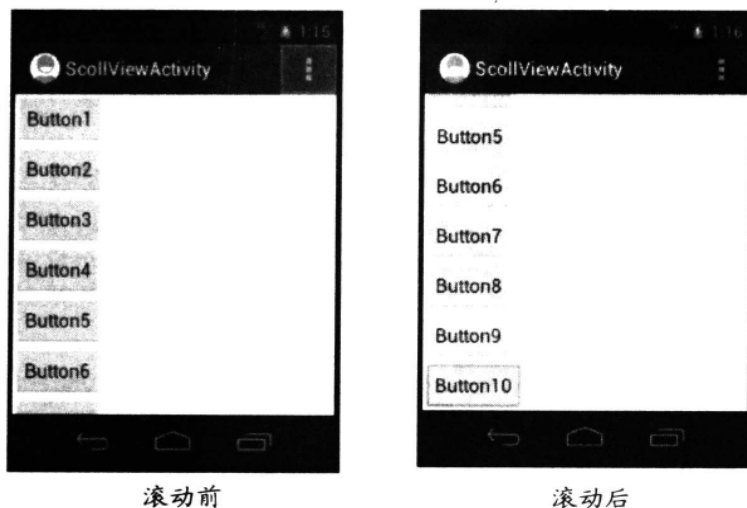 1:15
ScollViewActivity
Button1
Button2
Button3
Button4
Button5
Button6
滚动前
1:16
ScollViewActivity
Button5
Button6
Button7
Button8
Button9
Button10
滚动后